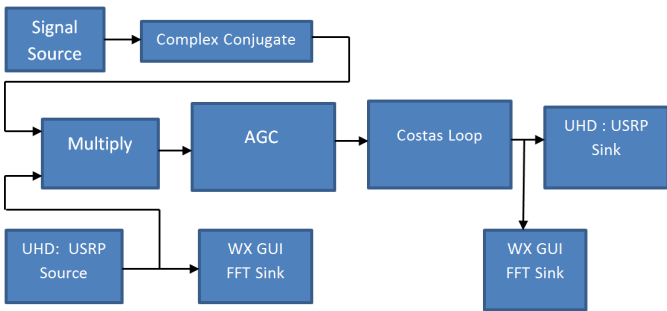 Signal
Source
Complex Conjugate
Multiply
AGC
Costas Loop
UHD : USRP
Sink
UHD:  USRP
Source
WX GUI
FFT Sink
WX GUI
FFT Sink